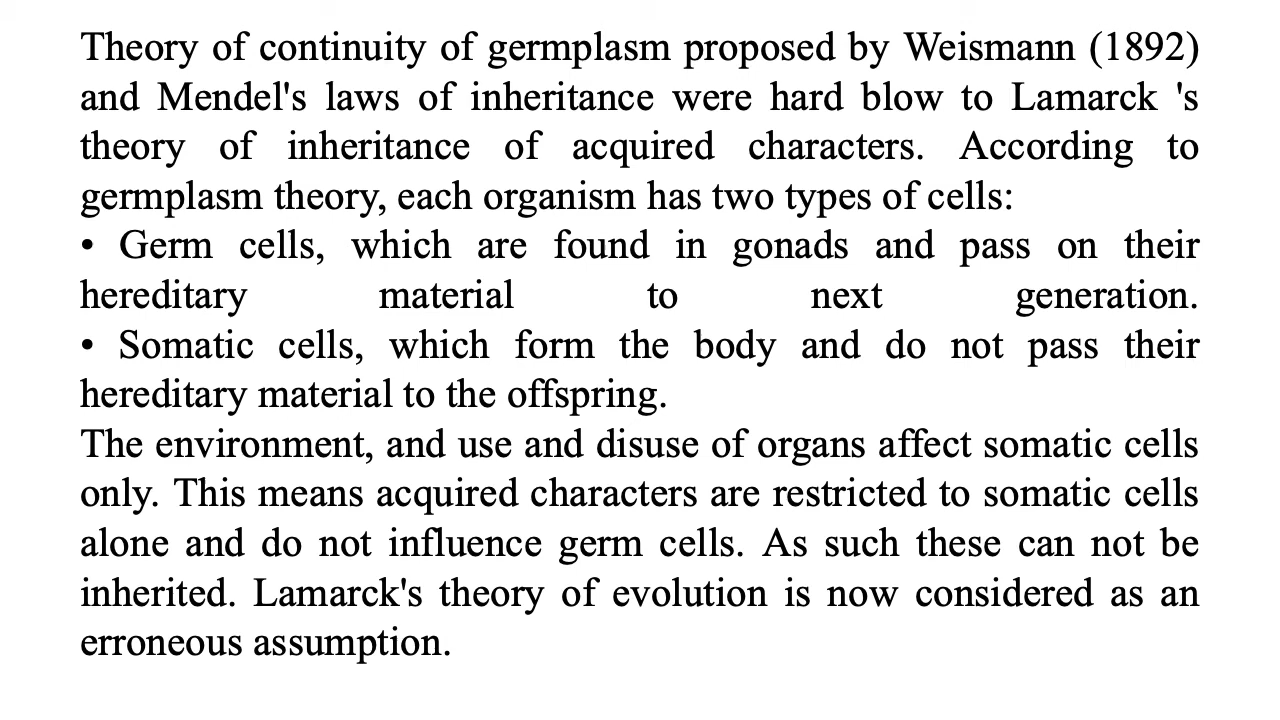 Theory of continuity of germplasm proposed by Weismann (1892)
and Mendel's laws of inheritance were hard blow to Lamarck 's
theory of inheritance of acquired characters. According to
germplasm theory, each organism has two types of cells:
• Germ cells, which are found in gonads and pass on their
hereditary material to next generation.
• Somatic cells, which form the body and do not pass their
hereditary material to the offspring.
The environment, and use and disuse of organs affect somatic cells
only. This means acquired characters are restricted to somatic cells
alone and do not influence germ cells. As such these can not be
inherited. Lamarck's theory of evolution is now considered as an
erroneous assumption.